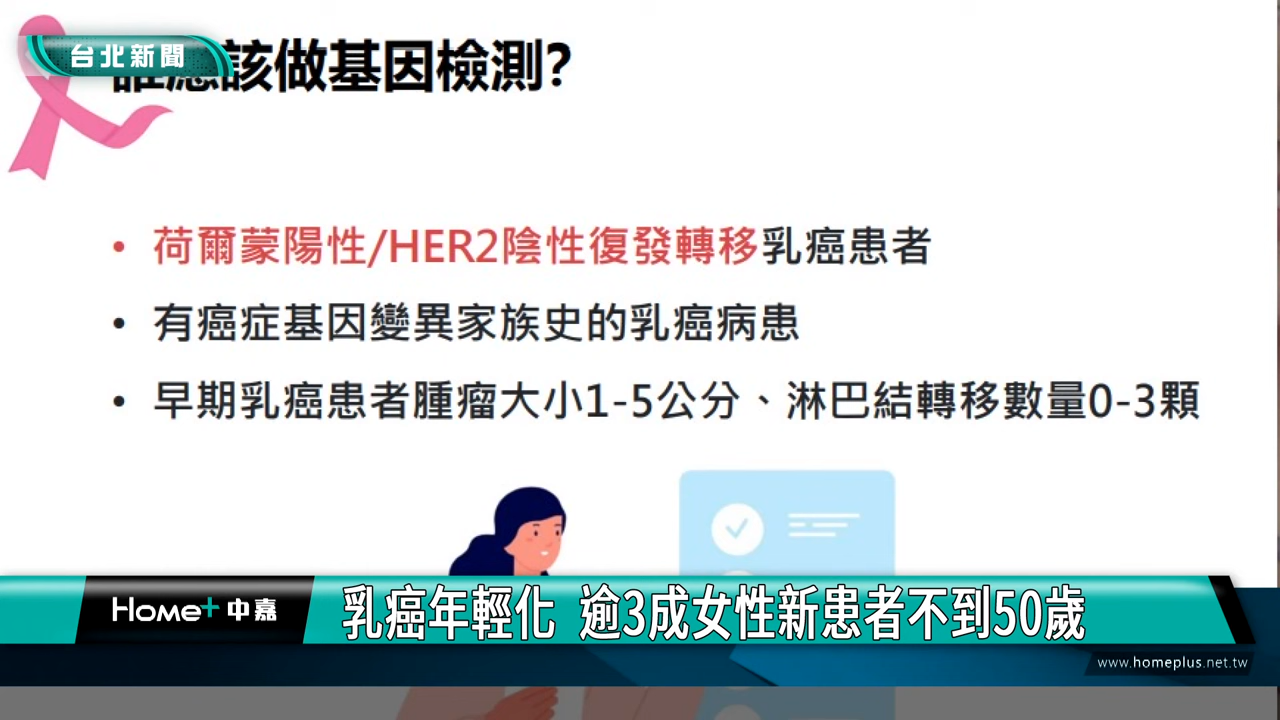 台北新聞
誰應該做基因檢測?
• 荷爾蒙陽性/HER2陰性復發轉移乳癌患者
• 有癌症基因變異家族史的乳癌病患
• 早期乳癌患者腫瘤大小1-5公分、淋巴結轉移數量0-3顆
Home+ 中嘉
乳癌年輕化 逾3成女性新患者不到50歲
www.homeplus.net.tw